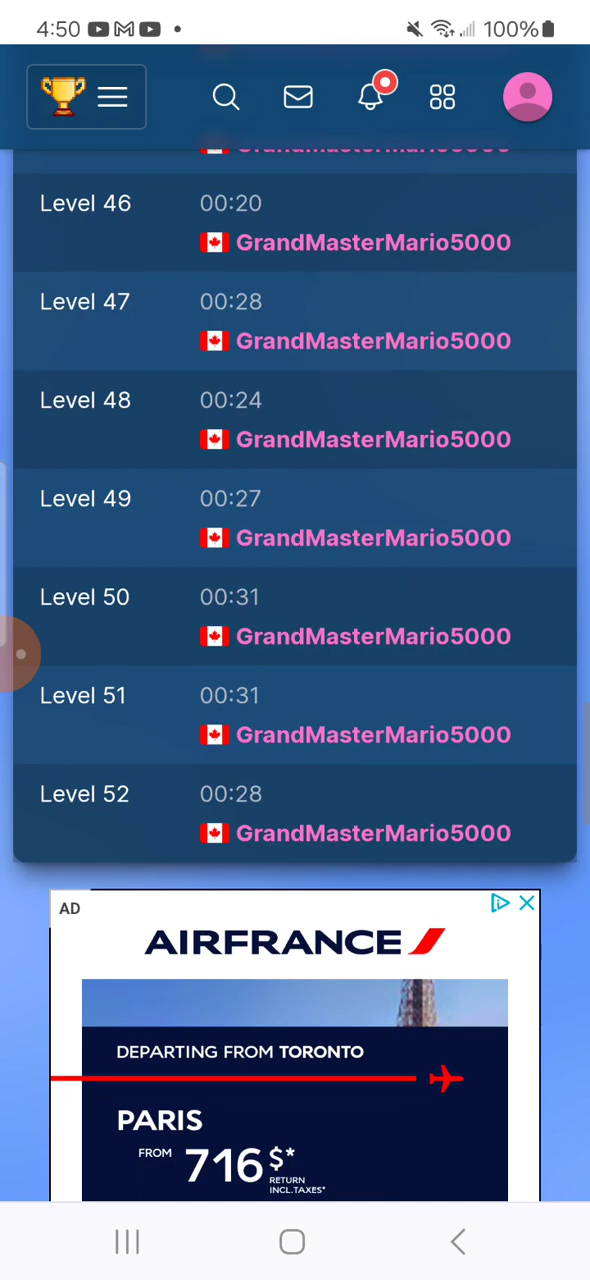 4:50 100%
GrandMasterMario5000
Level 46 00:20
GrandMasterMario5000
Level 47 00:28
GrandMasterMario5000
Level 48 00:24
GrandMasterMario5000
Level 49 00:27
GrandMasterMario5000
Level 50 00:31
GrandMasterMario5000
Level 51 00:31
GrandMasterMario5000
Level 52 00:28
GrandMasterMario5000
AD
AIRFRANCE
DEPARTING FROM TORONTO
PARIS
FROM 716 $*
RETURN
INCL.TAXES*